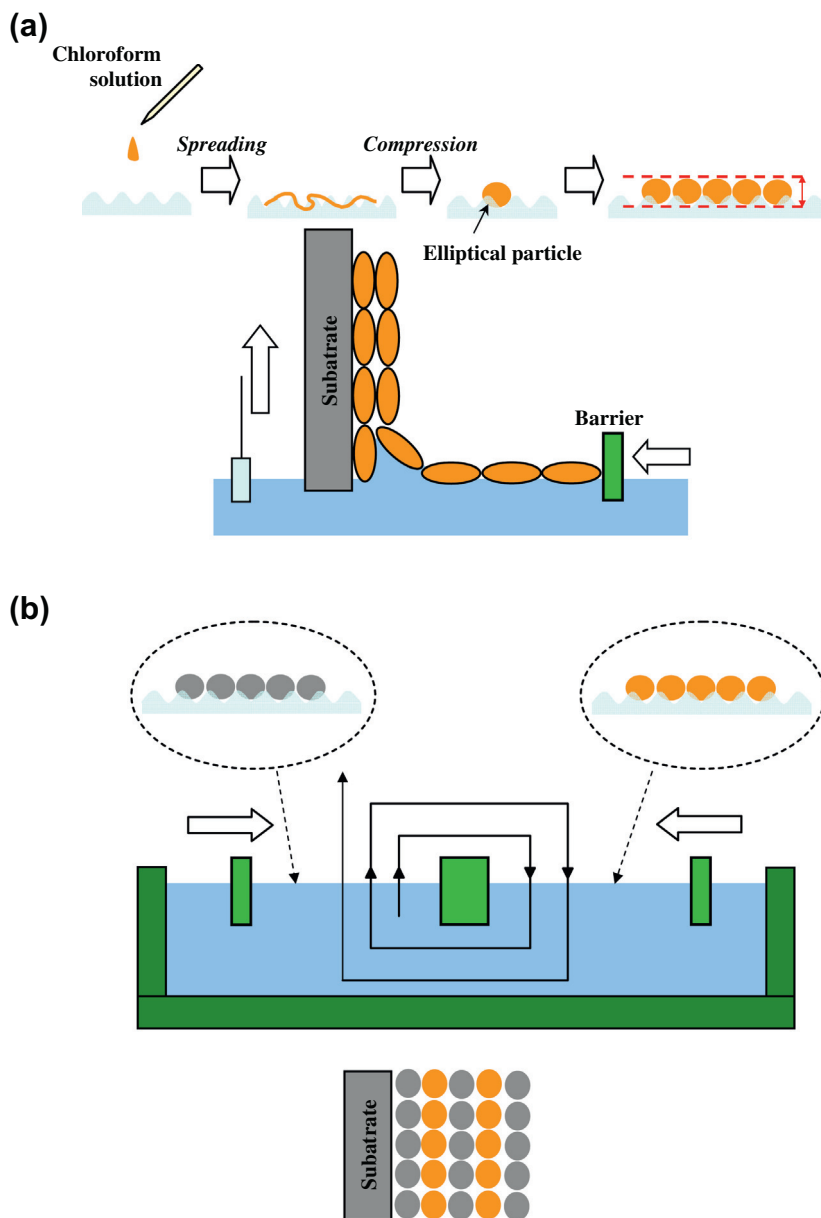 (a)
Chloroform
solution
Spreading
Compression
Elliptical particle
Subatrate
Barrier
(b)
Subatrate